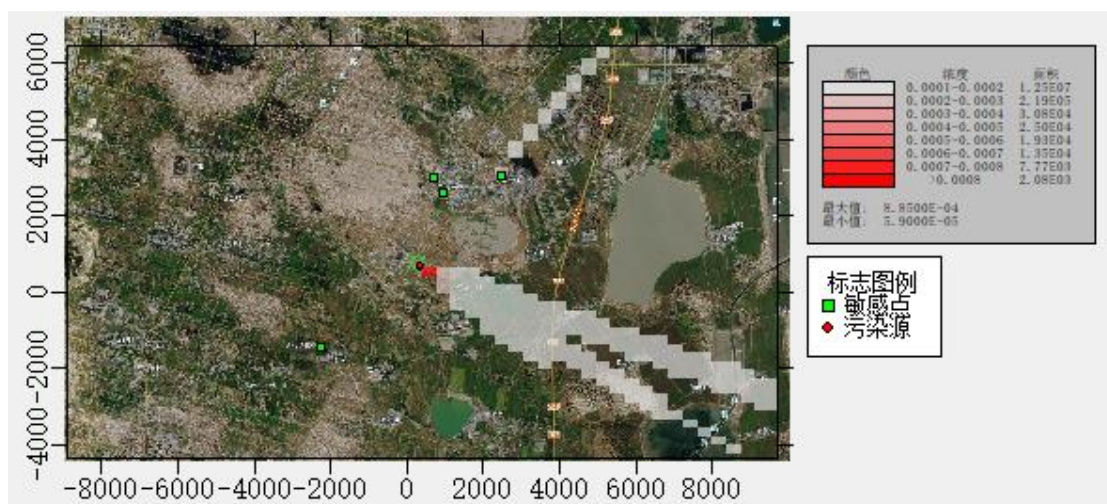 6000
4000
2000
0
-2000
-4000
-8000 -6000 -4000 -2000 0 2000 4000 6000 8000
颜色 浓度 面积
0.0001-0.0002 1.25E07
0.0002-0.0003 2.19E05
0.0003-0.0004 3.08E04
0.0004-0.0005 2.50E04
0.0005-0.0006 1.93E04
0.0006-0.0007 1.35E04
0.0007-0.0008 7.77E03
>0.0008 2.08E03
最大值: 8.8500E-04
最小值: 5.9000E-05
标志图例
敏感点
污染源